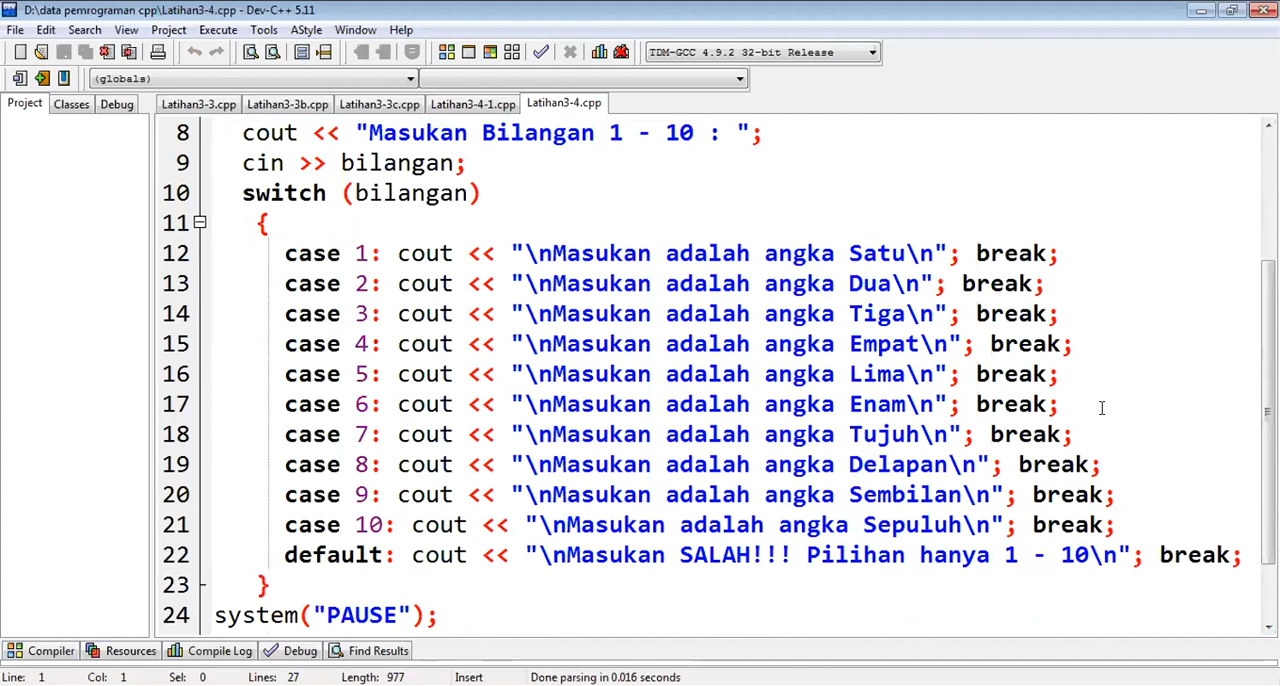 D:\data pemrograman cpp\Latihan3-4.cpp - Dev-C++ 5.11
File Edit Search View Project Execute Tools AStyle Window Help
TDM-GCC 4.9.2 32-bit Release
(globals)
Project Classes Debug Latihan3-3.cpp Latihan3-3b.cpp Latihan3-3c.cpp Latihan3-4-1.cpp Latihan3-4.cpp
8 cout << "Masukan Bilangan 1 - 10 : ";
9 cin >> bilangan;
10 switch (bilangan)
11 {
12 case 1: cout << "\nMasukan adalah angka Satu\n"; break;
13 case 2: cout << "\nMasukan adalah angka Dua\n"; break;
14 case 3: cout << "\nMasukan adalah angka Tiga\n"; break;
15 case 4: cout << "\nMasukan adalah angka Empat\n"; break;
16 case 5: cout << "\nMasukan adalah angka Lima\n"; break;
17 case 6: cout << "\nMasukan adalah angka Enam\n"; break;
18 case 7: cout << "\nMasukan adalah angka Tujuh\n"; break;
19 case 8: cout << "\nMasukan adalah angka Delapan\n"; break;
20 case 9: cout << "\nMasukan adalah angka Sembilan\n"; break;
21 case 10: cout << "\nMasukan adalah angka Sepuluh\n"; break;
22 default: cout << "\nMasukan SALAH!!! Pilihan hanya 1 - 10\n"; break;
23 }
24 system("PAUSE");
Compiler Resources Compile Log Debug Find Results
Line: 1 Col: 1 Sel: 0 Lines: 27 Length: 977 Insert Done parsing in 0.016 seconds